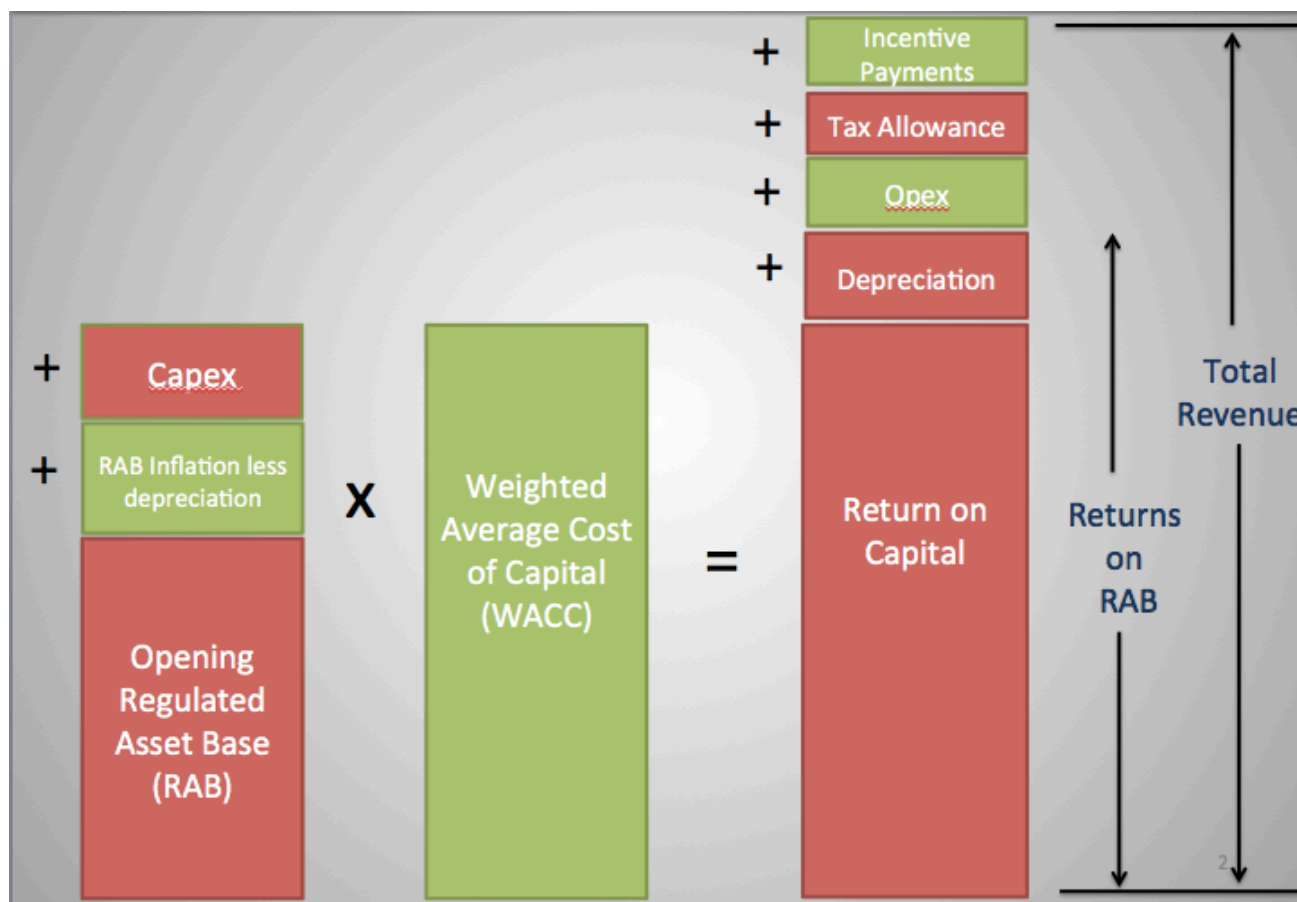 +
Incentive
Payments
+
Tax Allowance
+
Opex
+
Depreciation
+
Capex
+
RAB Inflation less
depreciation
Opening
Regulated
Asset Base
(RAB)
X
Weighted
Average Cost
of Capital
(WACC)
=
Return on
Capital
Returns
on
RAB
Total
Revenue
2